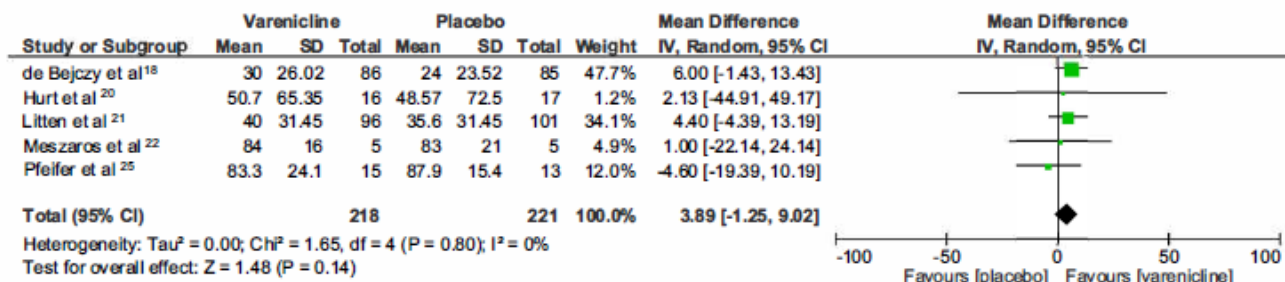 Varenicline Placebo Mean Difference Mean Difference
Study or Subgroup Mean SD Total Mean SD Total Weight IV, Random, 95% CI IV, Random, 95% CI
de Bejczy et al 18 30 26.02 86 24 23.52 85 47.7% 6.00 [-1.43, 13.43]
Hurt et al 20 50.7 65.35 16 48.57 72.5 17 1.2% 2.13 [-44.91, 49.17]
Litten et al 21 40 31.45 96 35.6 31.45 101 34.1% 4.40 [-4.39, 13.19]
Meszaros et al 22 84 16 5 83 21 5 4.9% 1.00 [-22.14, 24.14]
Pfeifer et al 25 83.3 24.1 15 87.9 15.4 13 12.0% -4.60 [-19.39, 10.19]
Total (95% CI) 218 221 100.0% 3.89 [-1.25, 9.02]
Heterogeneity: Tau² = 0.00; Chi² = 1.65, df = 4 (P = 0.80); I² = 0%
Test for overall effect: Z = 1.48 (P = 0.14)
-100 -50 0 50 100
Favours [placebo] Favours [varenicline]